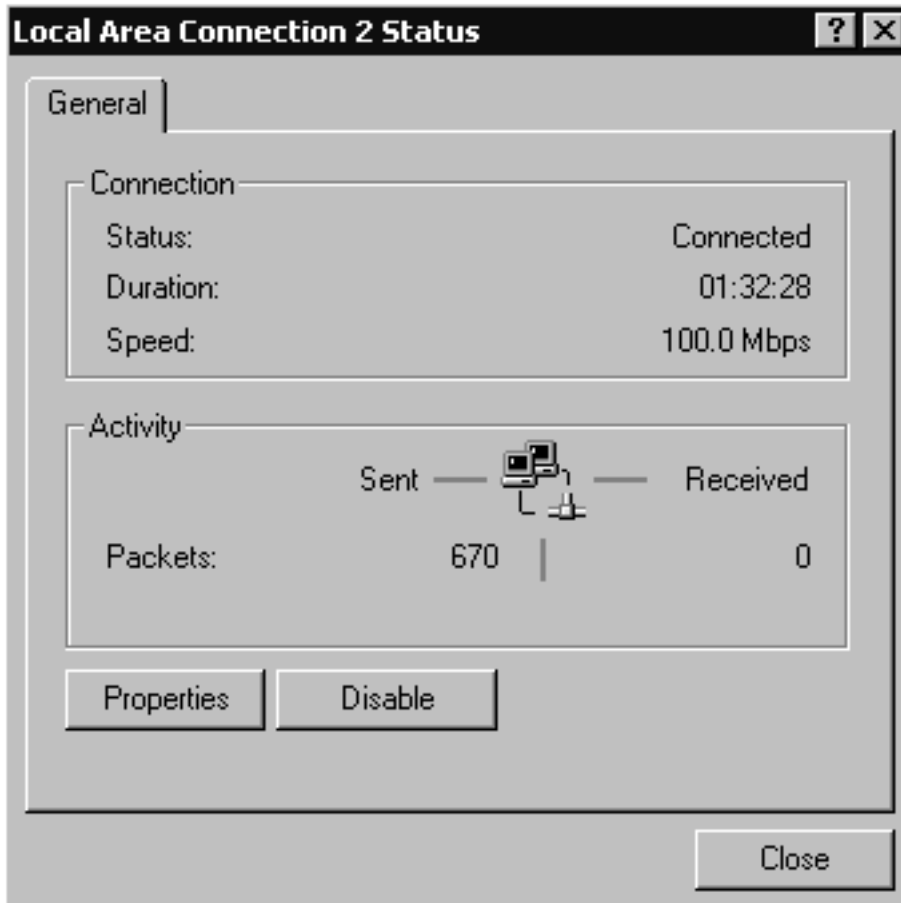 Local Area Connection 2 Status
General
Connection
Status: Connected
Duration: 01:32:28
Speed: 100.0 Mbps
Activity
Sent Received
Packets: 670 0
Properties Disable
Close